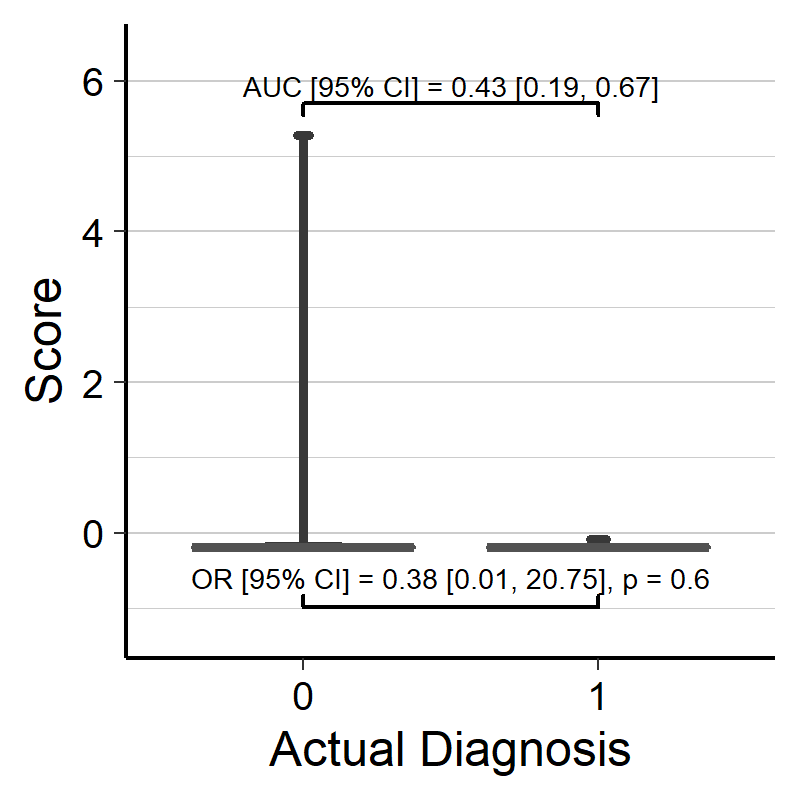 6
AUC [95% CI] = 0.43 [0.19, 0.67]
4
Score
2
0
OR [95% CI] = 0.38 [0.01, 20.75], p = 0.6
0 1
Actual Diagnosis